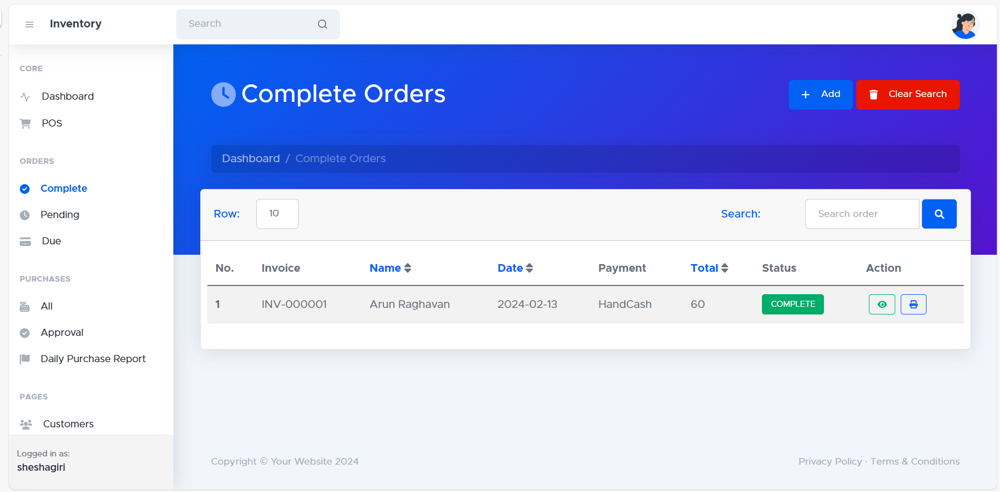 Inventory
Search
CORE
Dashboard
POS
ORDERS
Complete
Pending
Due
PURCHASES
All
Approval
Daily Purchase Report
PAGES
Customers
Logged in as:
sheshagiri
Complete Orders
+ Add
Clear Search
Dashboard / Complete Orders
Row: 10 Search: Search order
No. Invoice Name Date Payment Total Status Action
1 INV-000001 Arun Raghavan 2024-02-13 HandCash 60 COMPLETE
Copyright © Your Website 2024
Privacy Policy · Terms & Conditions